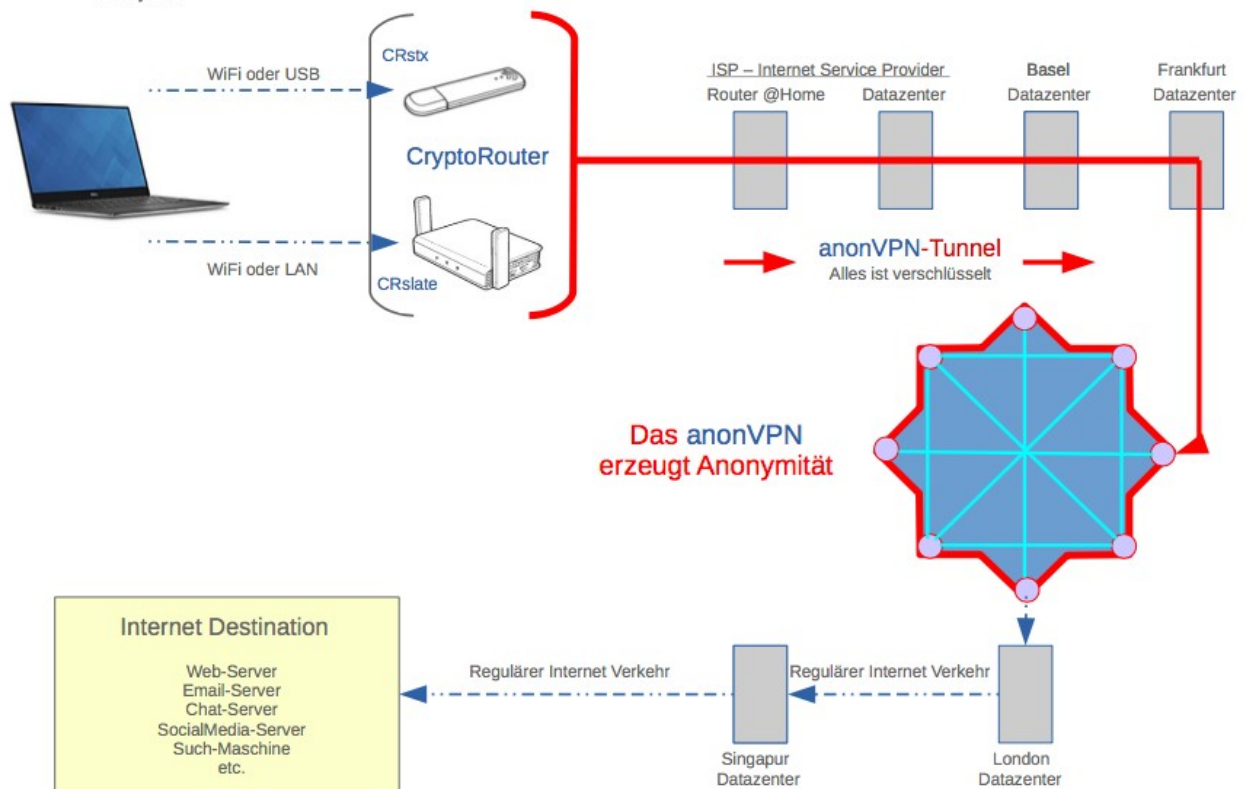 CRstx
WiFi oder USB
CryptoRouter
WiFi oder LAN
CRslate
ISP – Internet Service Provider
Router @Home
Datazenter
Basel
Datazenter
Frankfurt
Datazenter
anonVPN-Tunnel
Alles ist verschlüsselt
Das anonVPN
erzeugt Anonymität
Internet Destination
Web-Server
Email-Server
Chat-Server
SocialMedia-Server
Such-Maschine
etc.
Regulärer Internet Verkehr
Regulärer Internet Verkehr
Singapur
Datazenter
London
Datazenter